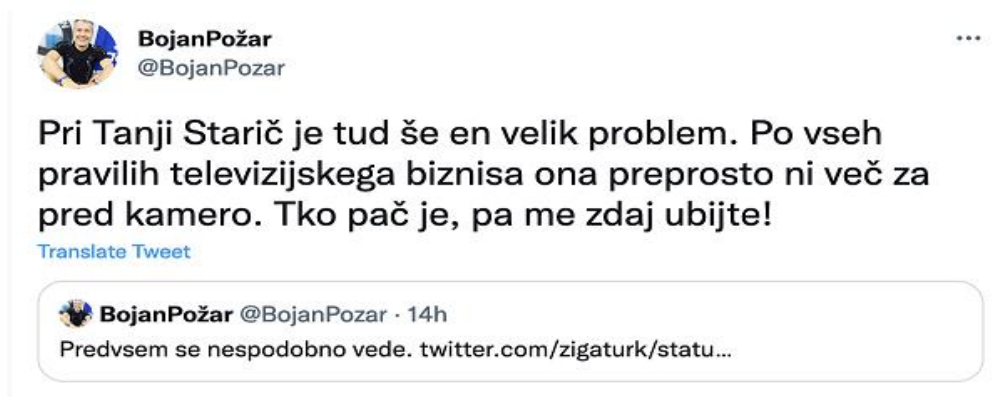 BojanPožar
@BojanPozar
Pri Tanji Starič je tud še en velik problem. Po vseh
pravilih televizijskega biznisa ona preprosto ni več za
pred kamero. Tko pač je, pa me zdaj ubijte!
Translate Tweet
BojanPožar @BojanPozar · 14h
Predvsem se nespodobno vede. twitter.com/zigaturk/statu...